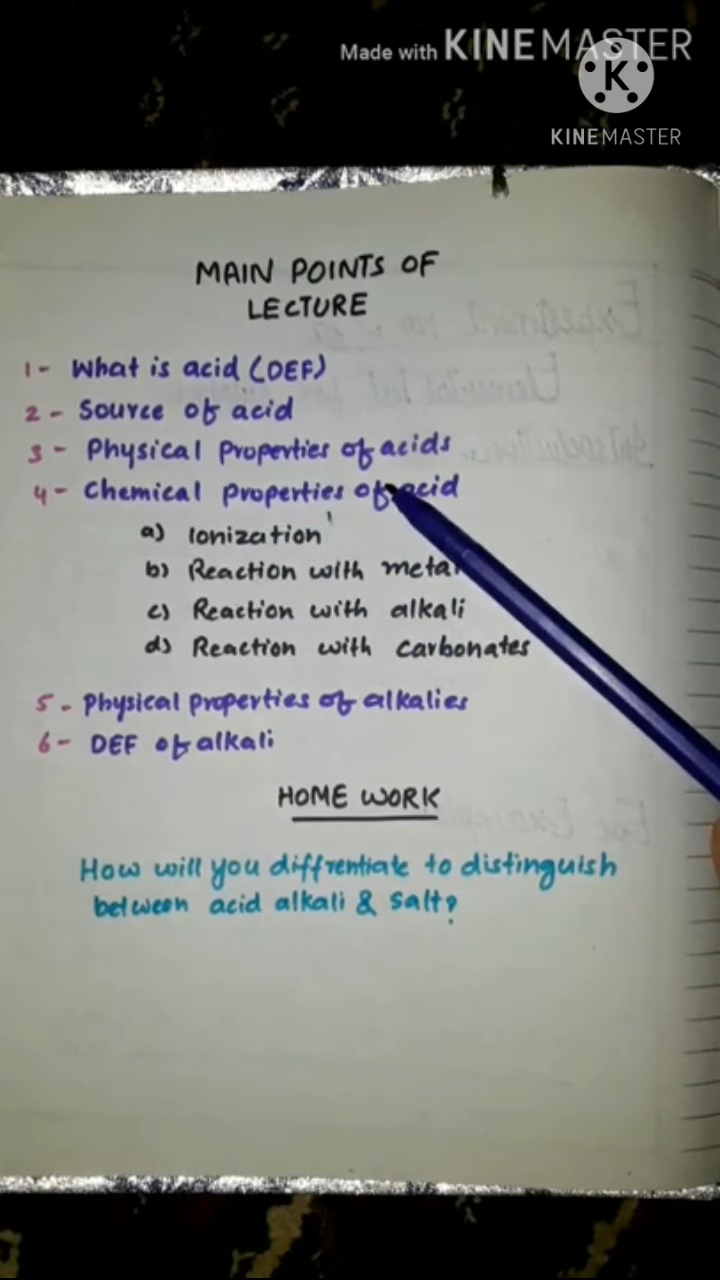 Made with KINEMASTER
K
KINEMASTER
MAIN POINTS OF
LECTURE
1- What is acid (DEF)
2- Source of acid
3- Physical Properties of acids
4- Chemical properties of acid
a) Ionization
b) Reaction with metal
c) Reaction with alkali
d) Reaction with carbonates
5- Physical properties of alkalies
6- DEF of alkali
HOME WORK
How will you diffrentiate to distinguish
between acid alkali & salt?